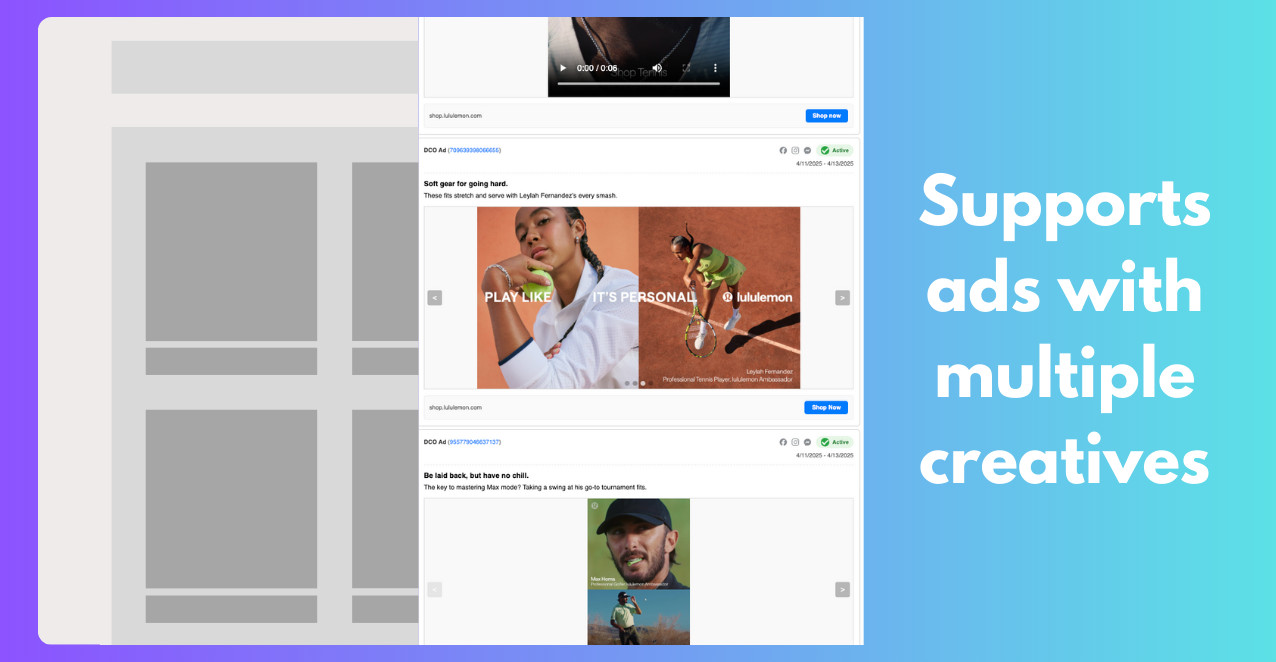 Shop Tennis
0:00 / 0:06
shop.lululemon.com
Shop now
DCO Ad (789639398066655)
Active
4/11/2025 - 4/13/2025
Soft gear for going hard.
These fits stretch and serve with Leylah Fernandez's every smash.
PLAY LIKE IT'S PERSONAL.
lululemon
<
>
Leylah Fernandez
Professional Tennis Player, lululemon Ambassador
shop.lululemon.com
Shop Now
DCO Ad (955779046637137)
Active
4/11/2025 - 4/13/2025
Be laid back, but have no chill.
The key to mastering Max mode? Taking a swing at his go-to tournament fits.
<
>
Max Homa
Professional Golfer, lululemon Ambassador
Supports
ads with
multiple
creatives